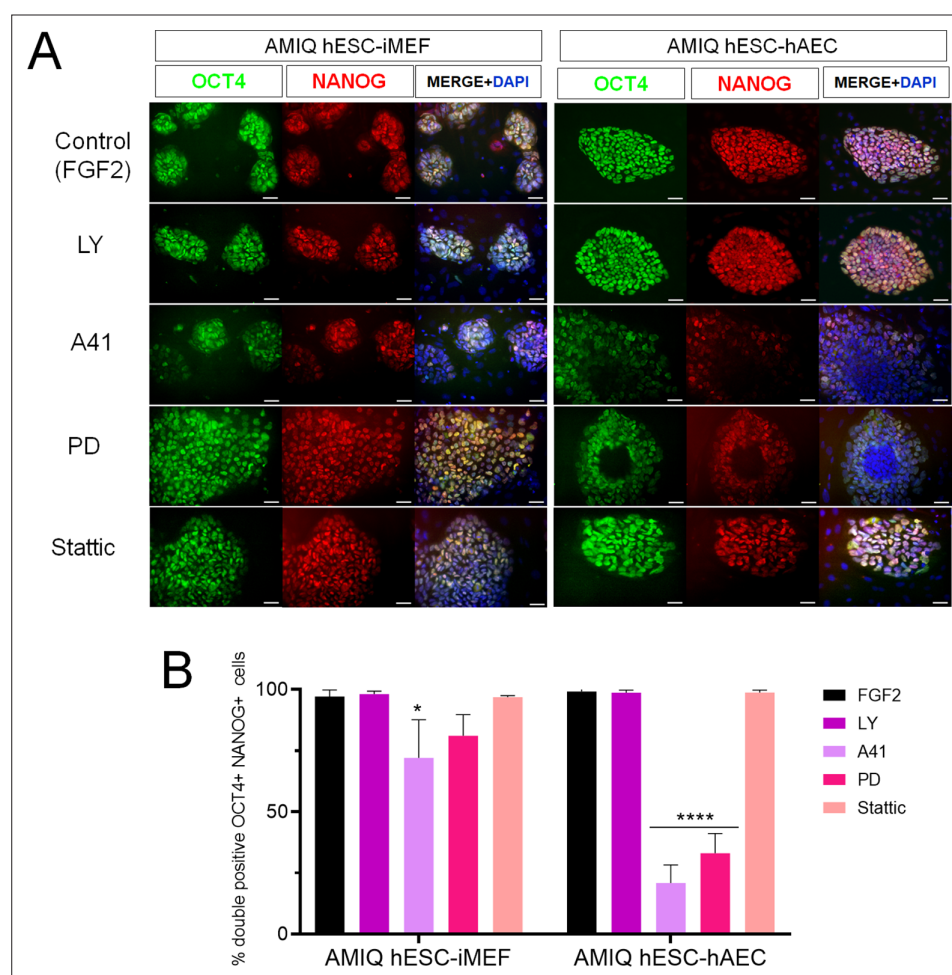 A
AMIQ hESC-iMEF
AMIQ hESC-hAEC
OCT4 NANOG MERGE+DAPI
OCT4 NANOG MERGE+DAPI
Control
(FGF2)
LY
A41
PD
Stattic
B
% double positive OCT4+ NANOG+ cells
100
50
0
*
****
AMIQ hESC-iMEF
AMIQ hESC-hAEC
FGF2
LY
A41
PD
Stattic